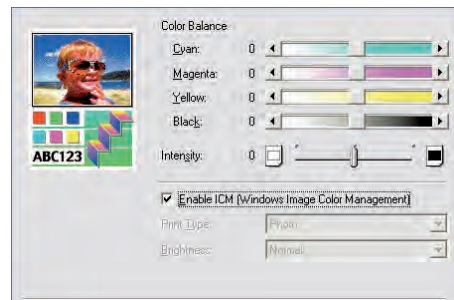 Color Balance
Cyan: 0
Magenta: 0
Yellow: 0
Black: 0
ABC123
Intensity: 0
Enable ICM (Windows Image Color Management)
Print Type: Photo
Brightness: Normal